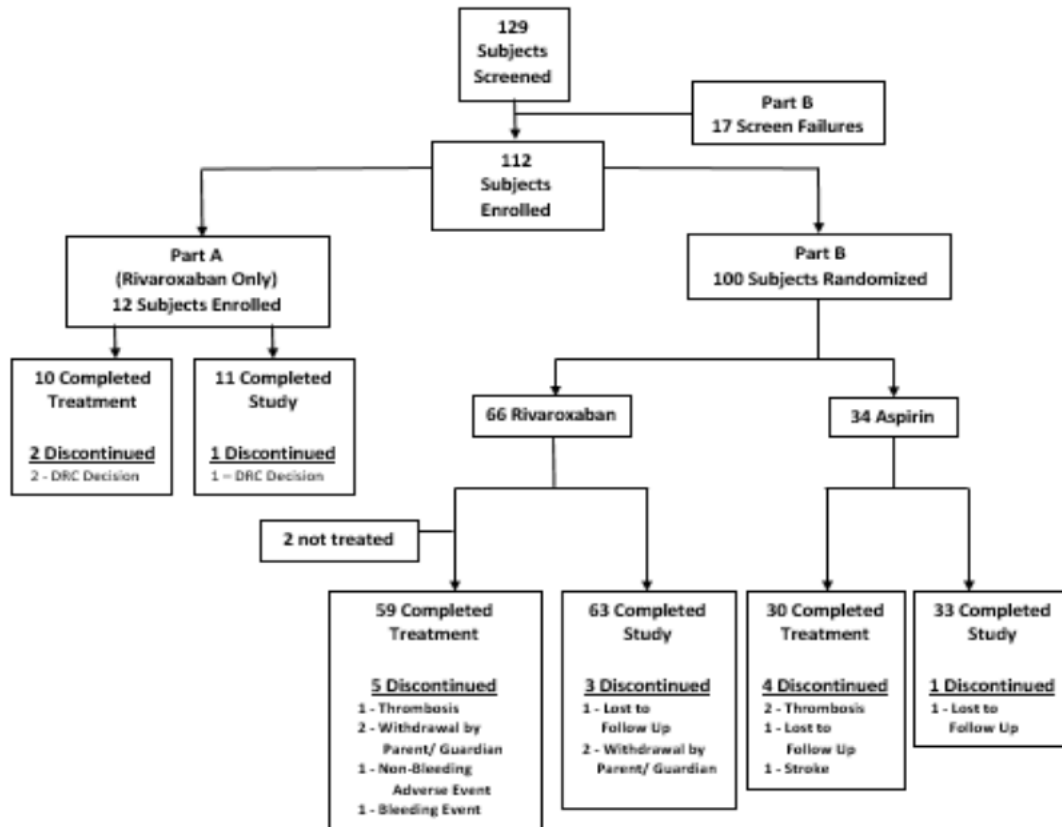 129
Subjects
Screened
Part B
17 Screen Failures
112
Subjects
Enrolled
Part A
(Rivaroxaban Only)
12 Subjects Enrolled
Part B
100 Subjects Randomized
10 Completed
Treatment
2 Discontinued
2 - DRC Decision
11 Completed
Study
1 Discontinued
1 – DRC Decision
66 Rivaroxaban
34 Aspirin
2 not treated
59 Completed
Treatment
5 Discontinued
1 - Thrombosis
2 - Withdrawal by
Parent/ Guardian
1 - Non-Bleeding
Adverse Event
1 - Bleeding Event
63 Completed
Study
3 Discontinued
1 - Lost to
Follow Up
2 - Withdrawal by
Parent/ Guardian
30 Completed
Treatment
4 Discontinued
2 - Thrombosis
1 - Lost to
Follow Up
1 - Stroke
33 Completed
Study
1 Discontinued
1 - Lost to
Follow Up